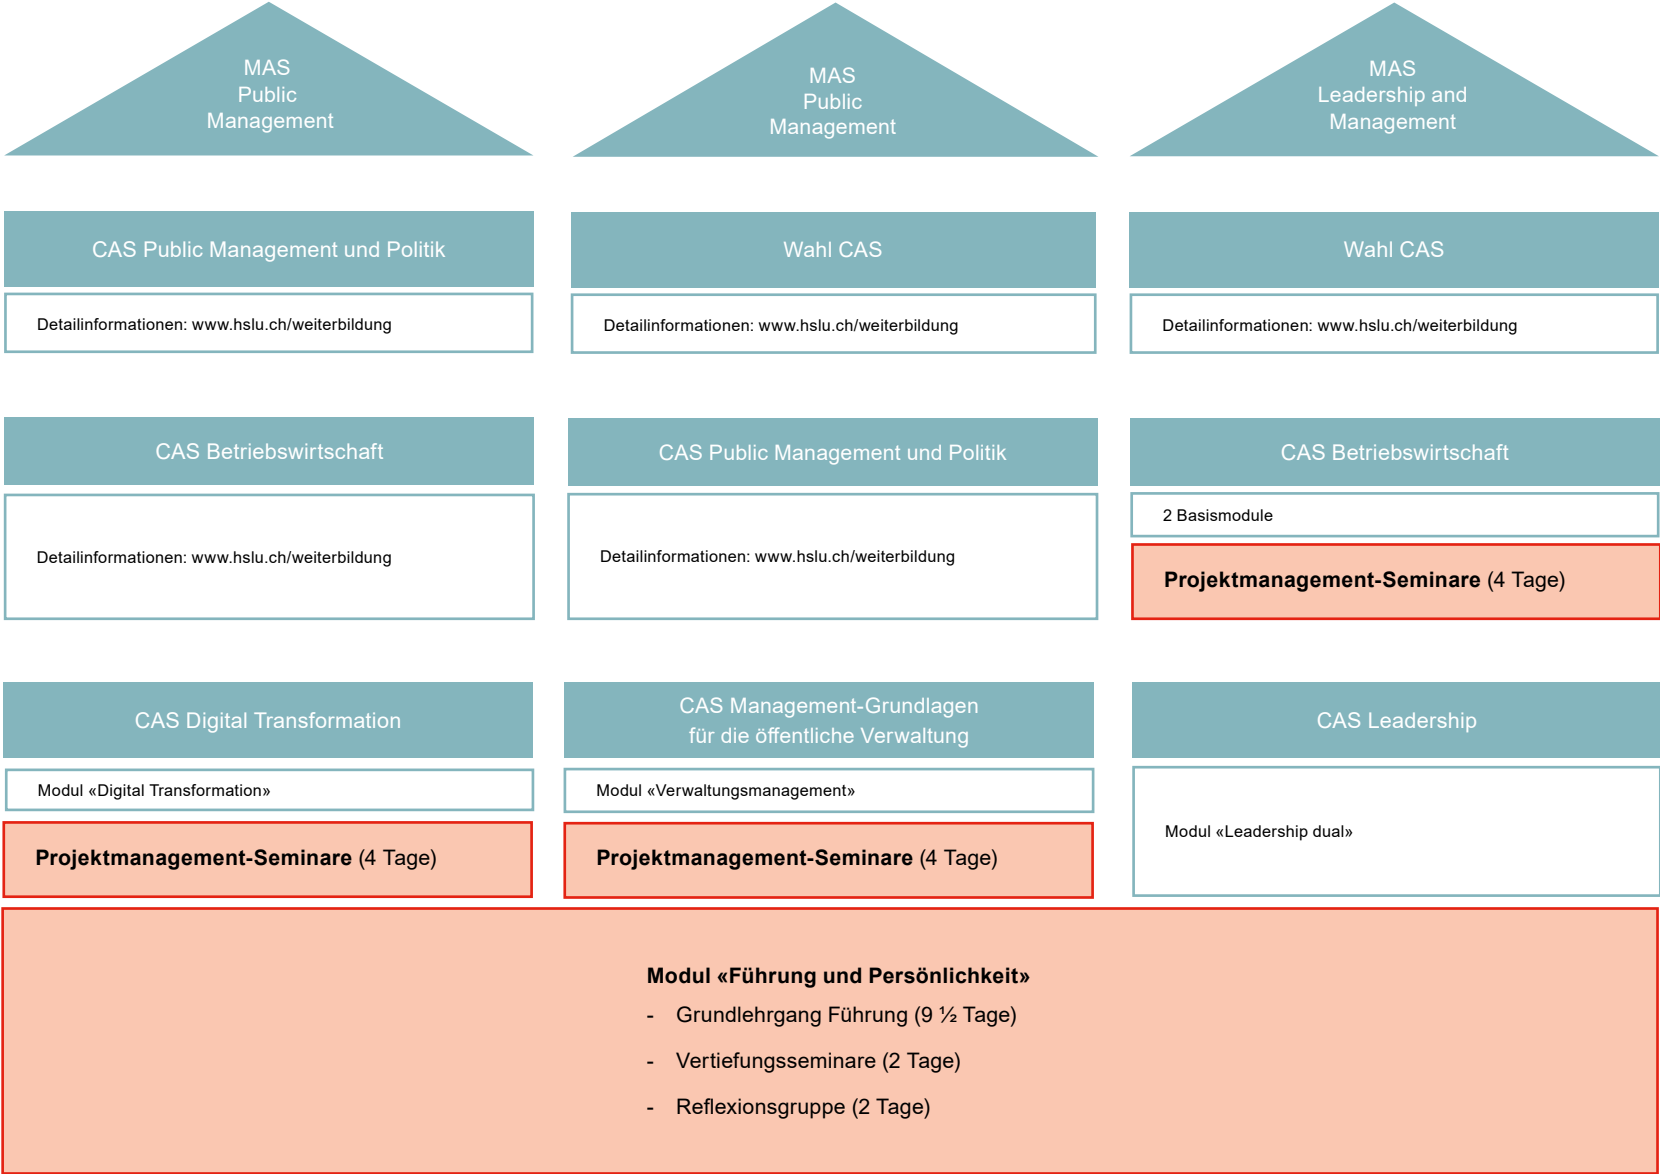 MAS
Public
Management
MAS
Public
Management
MAS
Leadership and
Management
CAS Public Management und Politik
Wahl CAS
Wahl CAS
Detailinformationen: www.hslu.ch/weiterbildung
Detailinformationen: www.hslu.ch/weiterbildung
Detailinformationen: www.hslu.ch/weiterbildung
CAS Betriebswirtschaft
CAS Public Management und Politik
CAS Betriebswirtschaft
Detailinformationen: www.hslu.ch/weiterbildung
Detailinformationen: www.hslu.ch/weiterbildung
2 Basismodule
Projektmanagement-Seminare (4 Tage)
CAS Digital Transformation
CAS Management-Grundlagen
für die öffentliche Verwaltung
CAS Leadership
Modul «Digital Transformation»
Modul «Verwaltungsmanagement»
Modul «Leadership dual»
Projektmanagement-Seminare (4 Tage)
Projektmanagement-Seminare (4 Tage)
Modul «Führung und Persönlichkeit»
- Grundlehrgang Führung (9 ½ Tage)
- Vertiefungsseminare (2 Tage)
- Reflexionsgruppe (2 Tage)